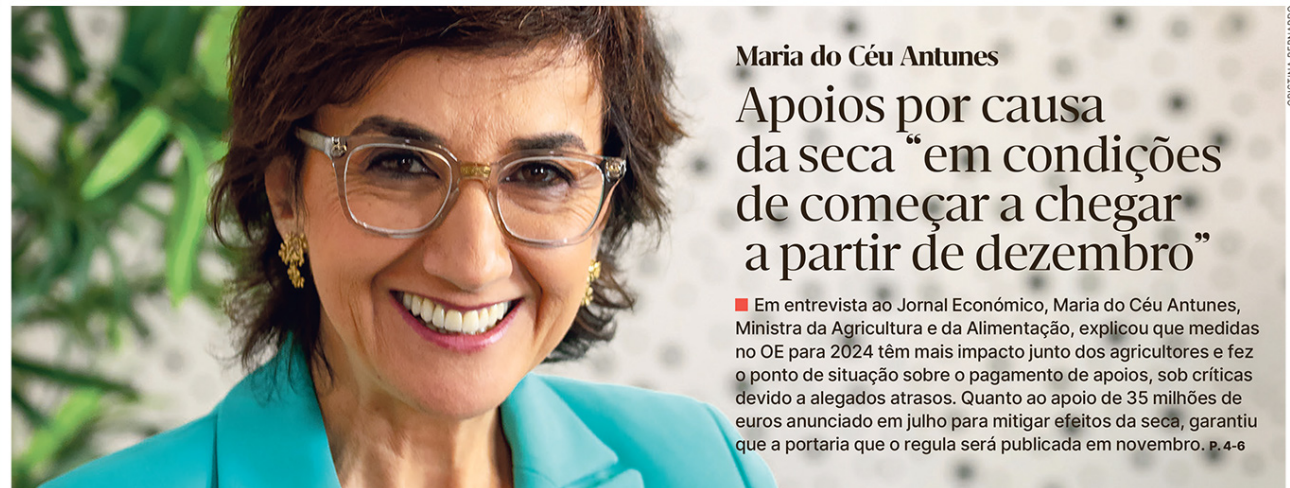 Maria do Céu Antunes
Apoios por causa
da seca “em condições
de começar a chegar
a partir de dezembro”
Em entrevista ao Jornal Económico, Maria do Céu Antunes,
Ministra da Agricultura e da Alimentação, explicou que medidas
no OE para 2024 têm mais impacto junto dos agricultores e fez
o ponto de situação sobre o pagamento de apoios, sob críticas
devido a alegados atrasos. Quanto ao apoio de 35 milhões de
euros anunciado em julho para mitigar efeitos da seca, garantiu
que a portaria que o regula será publicada em novembro. P.4-6